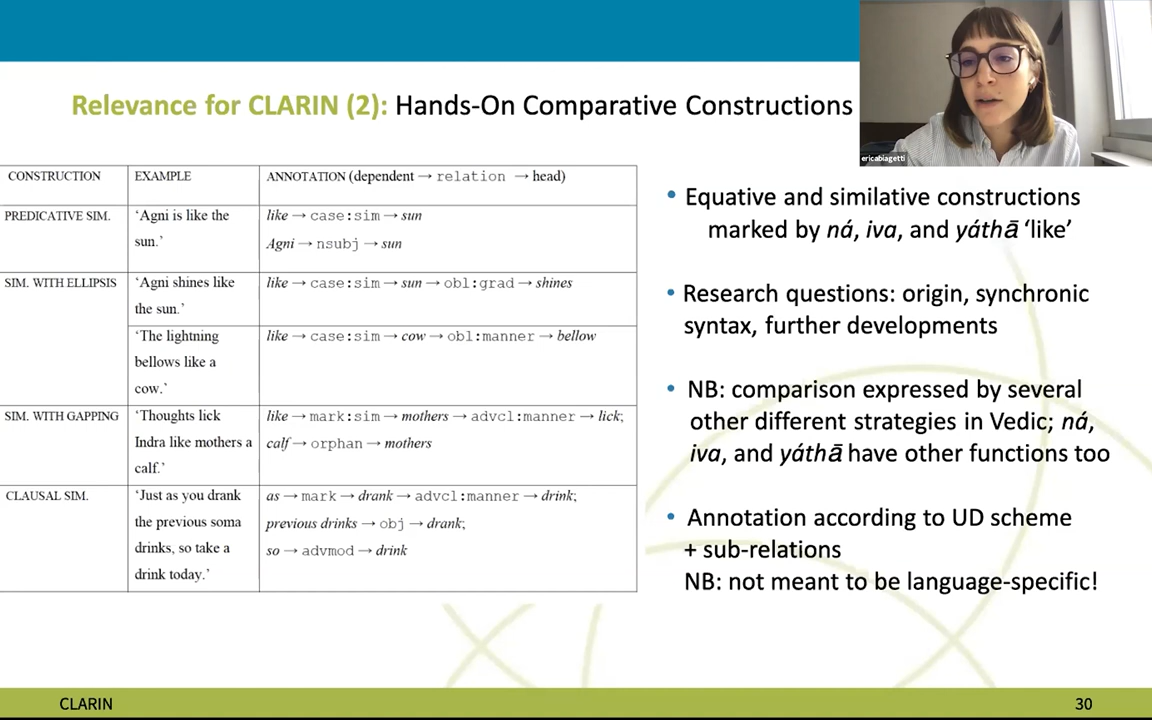 Relevance for CLARIN (2): Hands-On Comparative Constructions
ericabiagetti
CONSTRUCTION EXAMPLE ANNOTATION (dependent → relation → head)
PREDICATIVE SIM. ‘Agni is like the like → case:sim → sun
sun.’ Agni → nsubj → sun
SIM. WITH ELLIPSIS ‘Agni shines like like → case:sim → sun → obl:grad → shines
the sun.’
‘The lightning like → case:sim → cow → obl:manner → bellow
bellows like a
cow.’
SIM. WITH GAPPING ‘Thoughts lick like → mark:sim → mothers → advcl:manner → lick;
Indra like mothers a calf → orphan → mothers
calf.’
CLAUSAL SIM. ‘Just as you drank as → mark → drank → advcl:manner → drink;
the previous soma previous drinks → obj → drank;
drinks, so take a so → advmod → drink
drink today.’
• Equative and similative constructions
marked by ná, iva, and yáthā ‘like’
• Research questions: origin, synchronic
syntax, further developments
• NB: comparison expressed by several
other different strategies in Vedic; ná,
iva, and yáthā have other functions too
• Annotation according to UD scheme
+ sub-relations
NB: not meant to be language-specific!
CLARIN 30